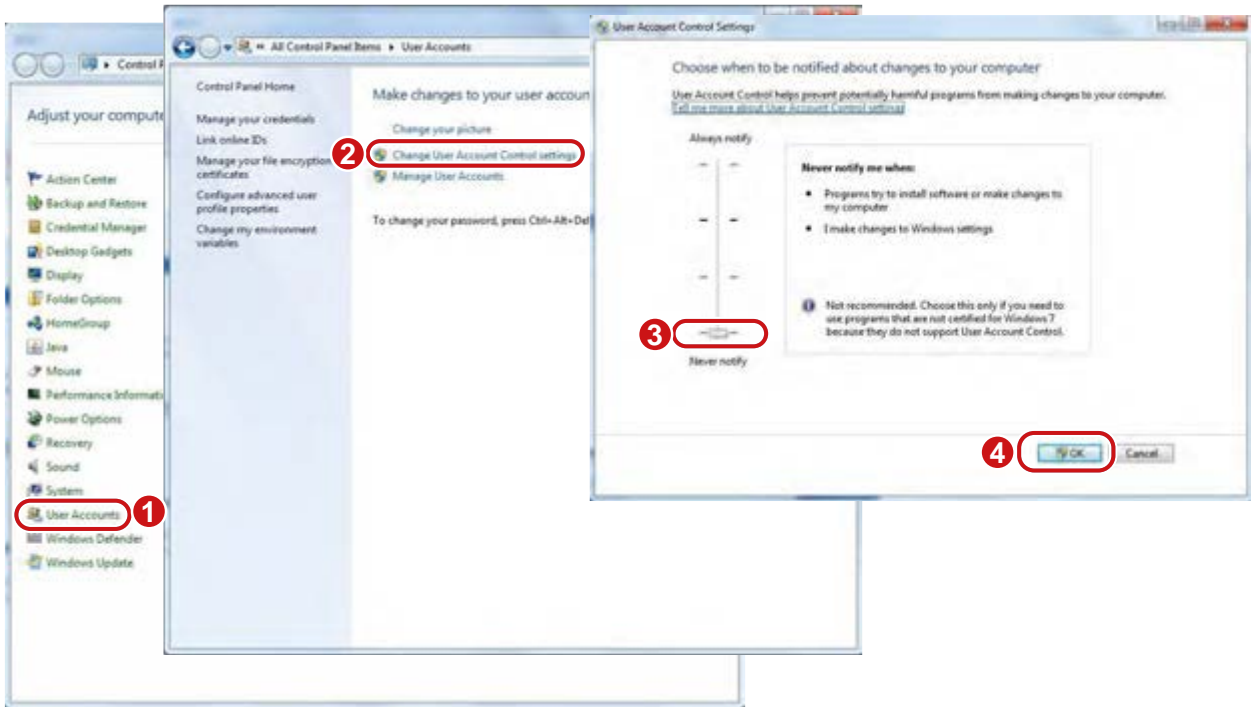 Control P
Adjust your compute
Action Center
Backup and Restore
Credential Manager
Desktop Gadgets
Display
Folder Options
HomeGroup
Java
Mouse
Performance Informati
Power Options
Recovery
Sound
System
User Accounts
1
Windows Defender
Windows Update
All Control Panel Items
User Accounts
Control Panel Home
Manage your credentials
Link online IDs
Manage your file encryption
certificates
Configure advanced user
profile properties
Change my environment
variables
Make changes to your user accoun
Change your picture
2
Change User Account Control settings
Manage User Accounts
To change your password, press Ctrl+Alt+Del
User Account Control Settings
Choose when to be notified about changes to your computer
User Account Control helps prevent potentially harmful programs from making changes to your computer.
Tell me more about User Account Control settings
Always notify
3
Never notify
Never notify me when:
• Programs try to install software or make changes to
my computer
• I make changes to Windows settings
Not recommended. Choose this only if you need to
use programs that are not certified for Windows 7
because they do not support User Account Control.
4
OK
Cancel